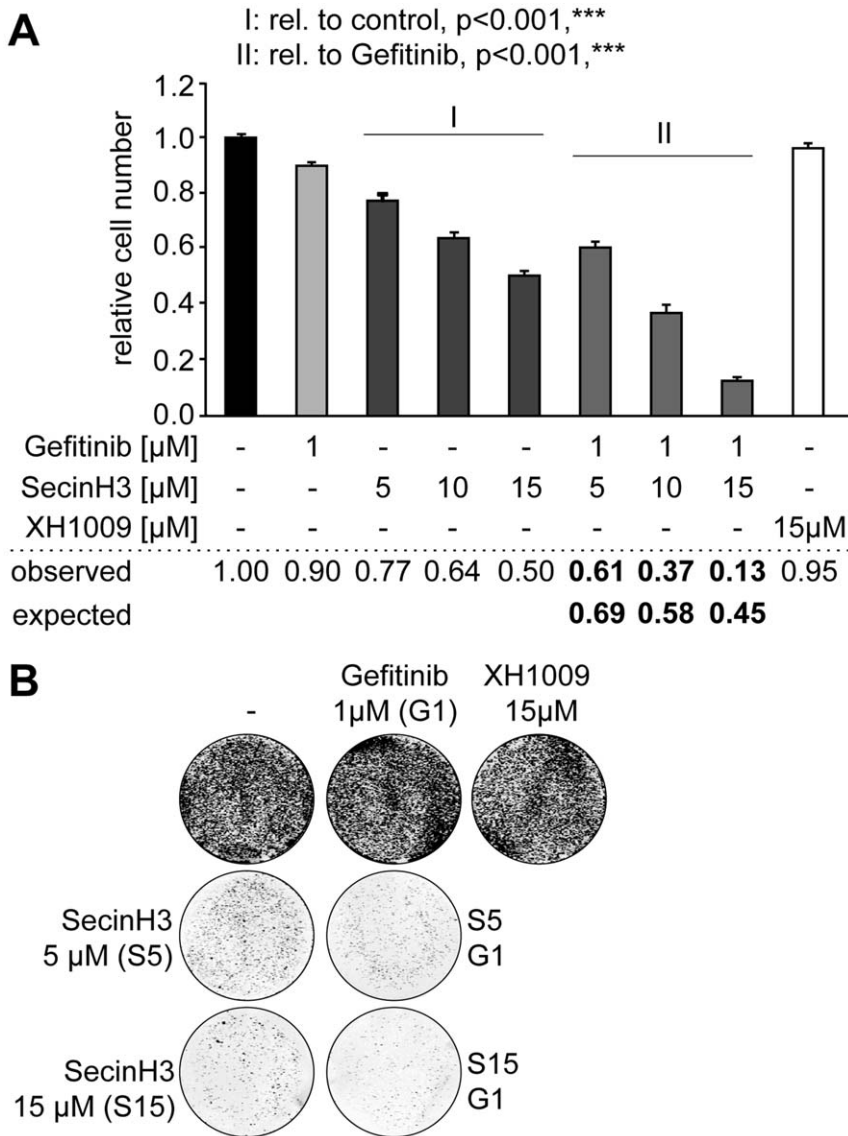 A
I: rel. to control, p<0.001,***
II: rel. to Gefitinib, p<0.001,***
relative cell number
1.2
1.0
0.8
0.6
0.4
0.2
0.0
I
II
Gefitinib [µM] - 1 - - - 1 1 1 -
SecinH3 [µM] - - 5 10 15 5 10 15 -
XH1009 [µM] - - - - - - - - 15µM
observed 1.00 0.90 0.77 0.64 0.50 0.61 0.37 0.13 0.95
expected 0.69 0.58 0.45
B
-
Gefitinib
1µM (G1)
XH1009
15µM
SecinH3
5 µM (S5)
S5
G1
SecinH3
15 µM (S15)
S15
G1